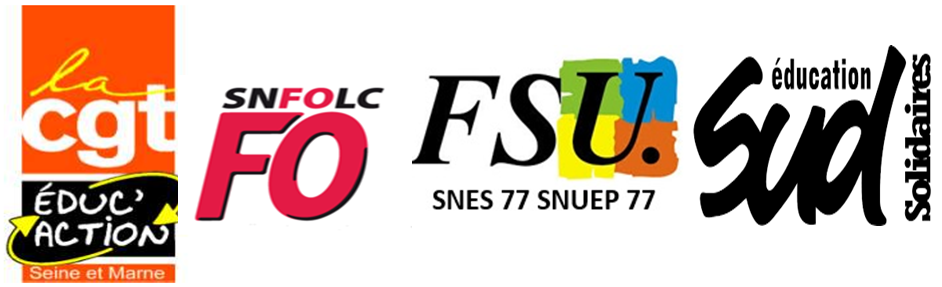 la
cgt
ÉDUC'
ACTION
Seine et Marne
SNFOLC
FO
FSU.
SNES 77 SNUEP 77
éducation
Sud
Solidaires